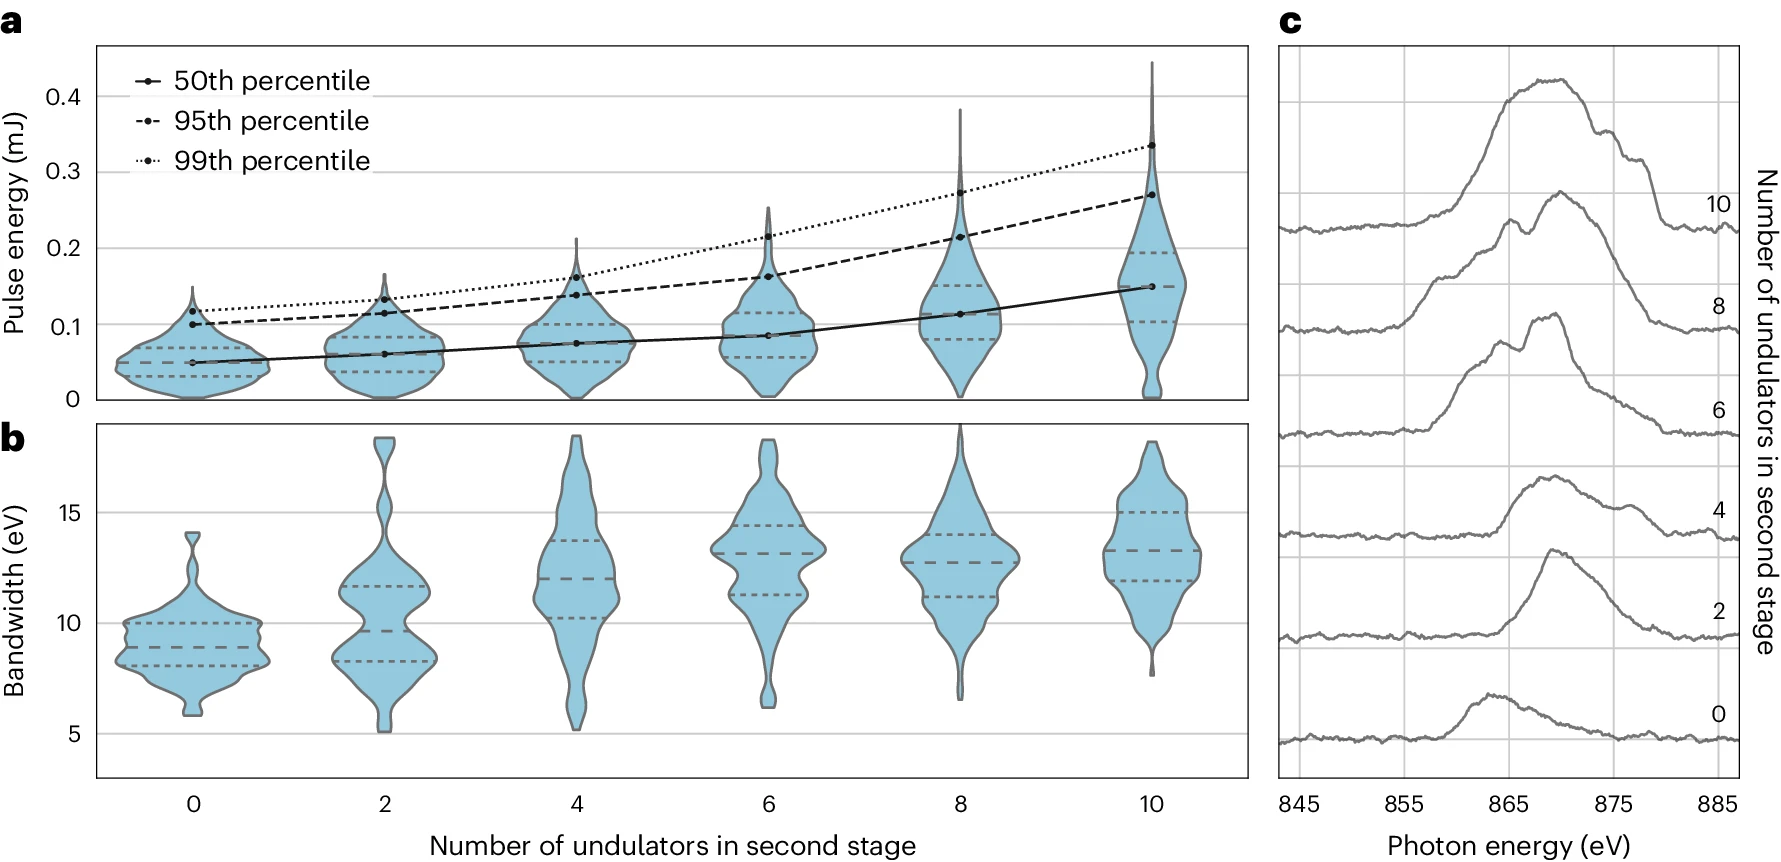 a
Pulse energy (mJ)
0.4
0.3
0.2
0.1
0
50th percentile
95th percentile
99th percentile
b
Bandwidth (eV)
15
10
5
0 2 4 6 8 10
Number of undulators in second stage
c
10
8
6
4
2
0
Number of undulators in second stage
845 855 865 875 885
Photon energy (eV)